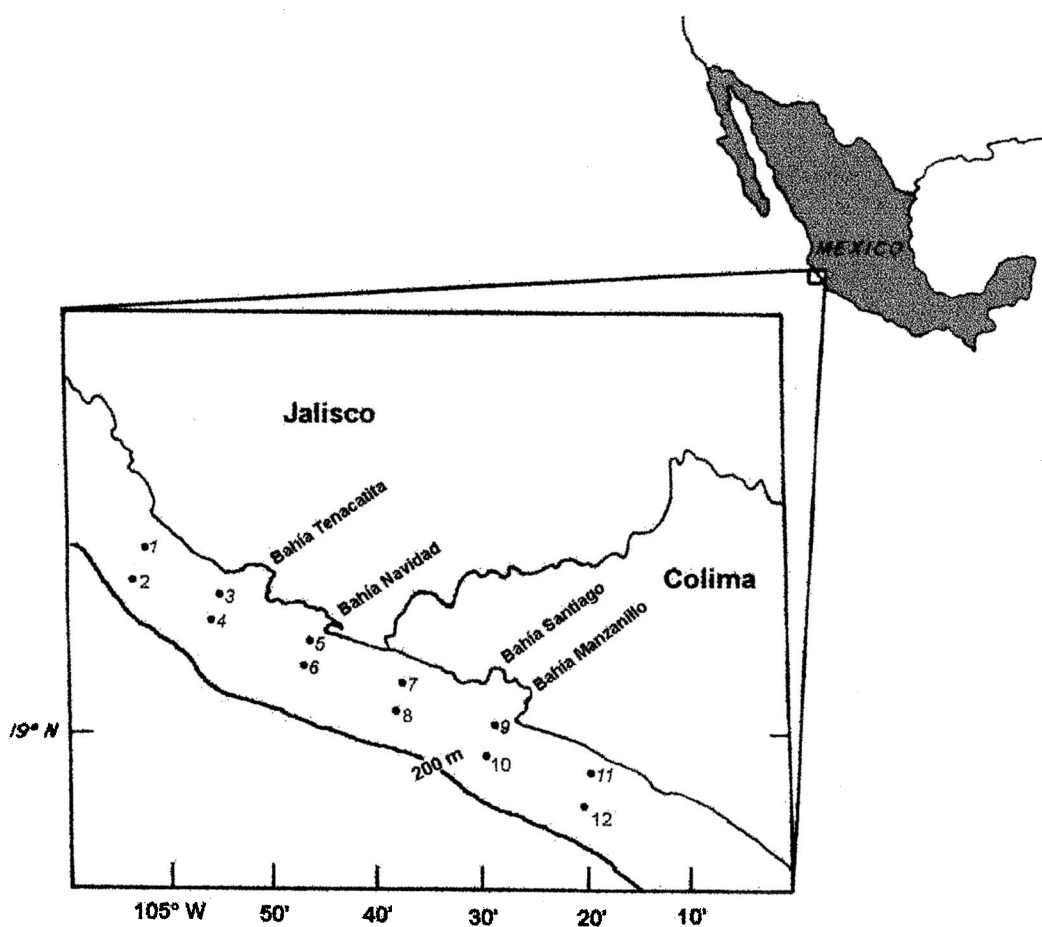 MEXICO
Jalisco
Bahía Tenacatita
Bahía Navidad
Colima
Bahía Santiago
Bahía Manzanillo
1
2
3
4
5
6
7
8
9
10
11
12
19° N
200 m
105° W
50'
40'
30'
20'
10'